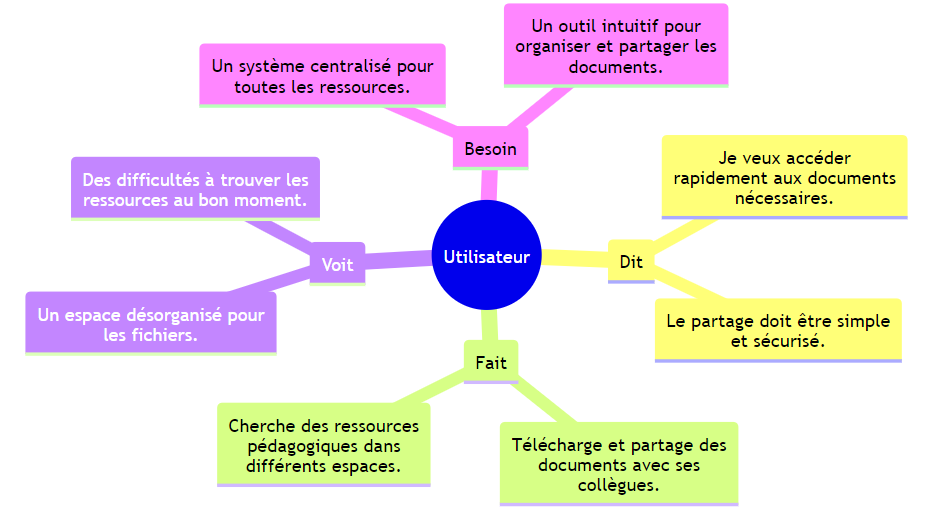 Un outil intuitif pour
organiser et partager les
documents.
Un système centralisé pour
toutes les ressources.
Besoin
Je veux accéder
rapidement aux documents
nécessaires.
Des difficultés à trouver les
ressources au bon moment.
Utilisateur
Dit
Voit
Un espace désorganisé pour
les fichiers.
Le partage doit être simple
et sécurisé.
Fait
Cherche des ressources
pédagogiques dans
différents espaces.
Télécharge et partage des
documents avec ses
collègues.